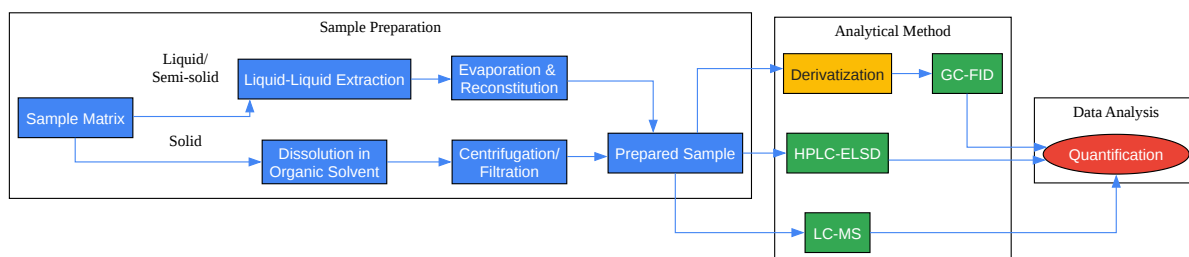 Sample Preparation
Liquid/
Semi-solid
Solid
Sample Matrix
Liquid-Liquid Extraction
Evaporation &
Reconstitution
Dissolution in
Organic Solvent
Centrifugation/
Filtration
Prepared Sample
Analytical Method
Derivatization
GC-FID
HPLC-ELSD
LC-MS
Data Analysis
Quantification